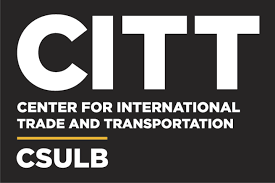 CITT
CENTER FOR INTERNATIONAL
TRADE AND TRANSPORTATION
CSULB